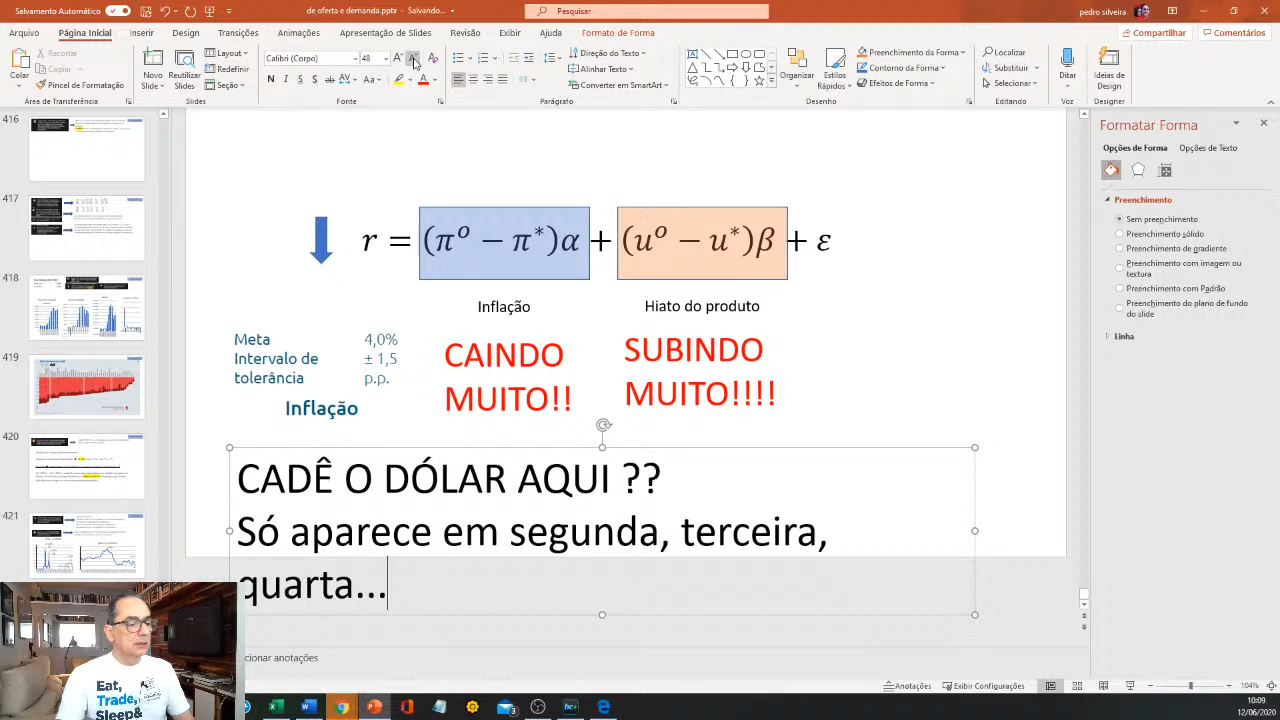 Salvamento Automático
de oferta e demanda.pptx - Salvando...
Pesquisar
pedro silveira
Arquivo
Página Inicial
Inserir
Design
Transições
Animações
Apresentação de Slides
Revisão
Exibir
Ajuda
Formato de Forma
Compartilhar
Comentários
Colar
Recortar
Copiar
Pincel de Formatação
Área de Transferência
Novo Slide
Reutilizar Slides
Layout
Redefinir
Seção
Slides
Calibri (Corpo)
48
N I S S ab AV Aa A
Fonte
Direção do Texto
Alinhar Texto
Converter em SmartArt
Parágrafo
Organizar
Estilos Rápidos
Preenchimento da Forma
Contorno da Forma
Efeitos de Forma
Desenho
Localizar
Substituir
Selecionar
Editando
Ideias de Design
Designer
416
417
418
419
420
421
r = (π^o − π^*)α + (u^o − u^*)β + ε
Inflação
Hiato do produto
Meta 4,0%
Intervalo de ± 1,5
tolerância p.p.
Inflação
CAINDO
MUITO!!
SUBINDO
MUITO!!!!
CADÊ O DÓLAR AQUI ??
Só aparece em segunda, terceira,
quarta...
Formatar Forma
Opções de Forma
Opções de Texto
Preenchimento
Sem preenchimento
Preenchimento sólido
Preenchimento de gradiente
Preenchimento com imagem ou
textura
Preenchimento com Padrão
Preenchimento do plano de fundo
do slide
Linha
cionar anotações
Anotações
Exibir Configurações
104%
10:09
12/06/2020
Eat,
Trade,
Sleep&